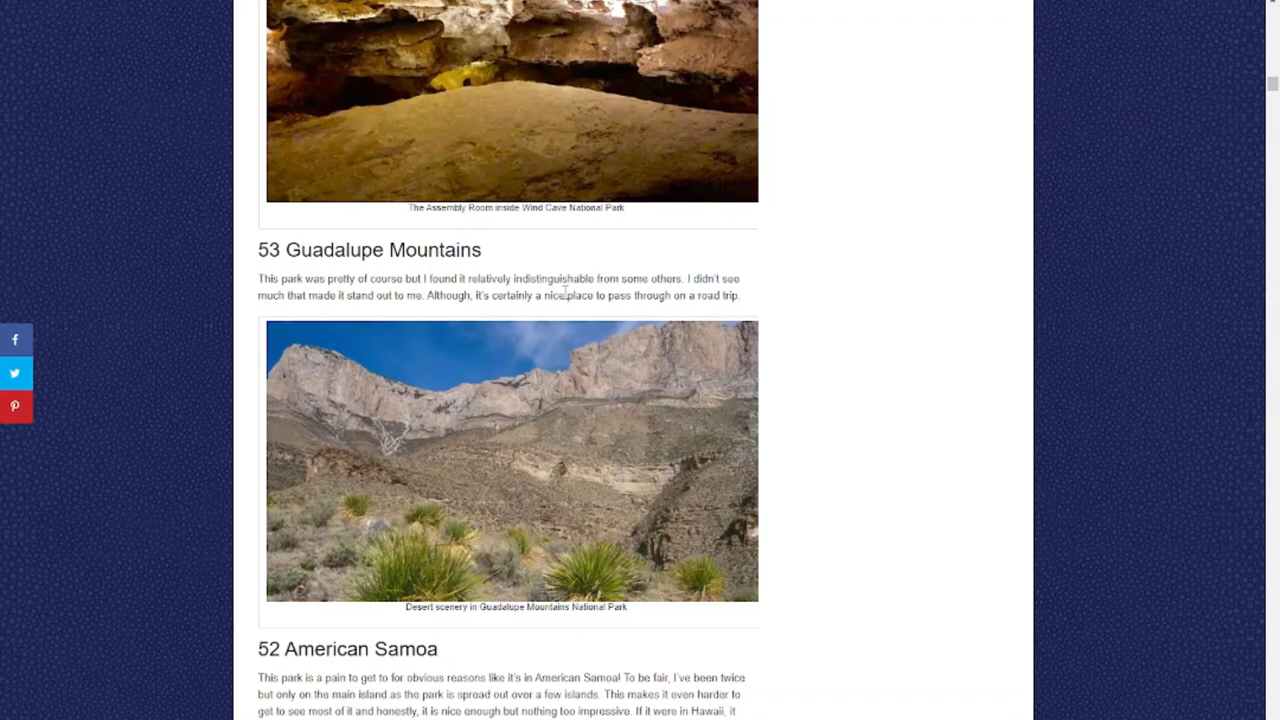 The Assembly Room inside Wind Cave National Park
53 Guadalupe Mountains
This park was pretty of course but I found it relatively indistinguishable from some others. I didn't see
much that made it stand out to me. Although, it's certainly a nice place to pass through on a road trip.
Desert scenery in Guadalupe Mountains National Park
52 American Samoa
This park is a pain to get to for obvious reasons like it's in American Samoa! To be fair, I've been twice
but only on the main island as the park is spread out over a few islands. This makes it even harder to
get to see most of it and honestly, it is nice enough but nothing too impressive. If it were in Hawaii, it